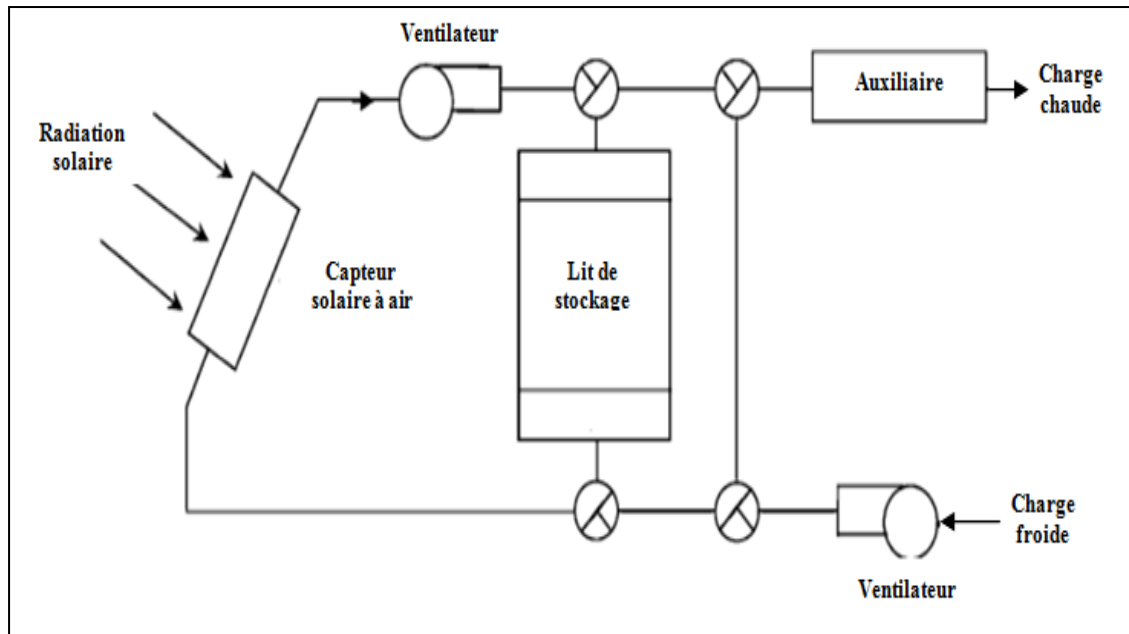 Ventilateur
Auxiliaire
Charge
chaude
Radiation
solaire
Capteur
solaire à air
Lit de
stockage
Charge
froide
Ventilateur